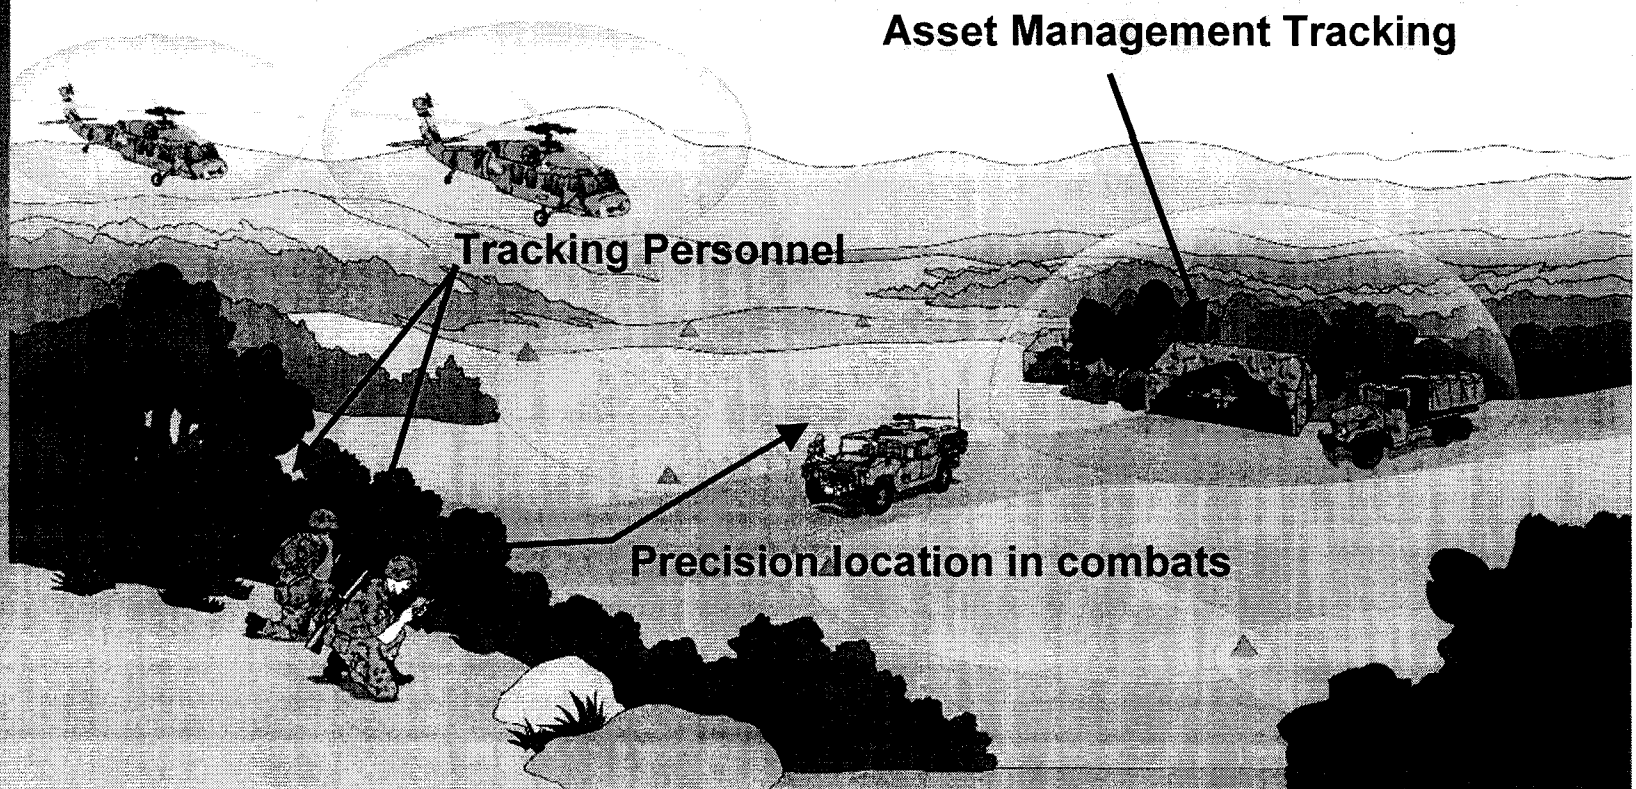 Asset Management Tracking
Tracking Personnel
Precision location in combats